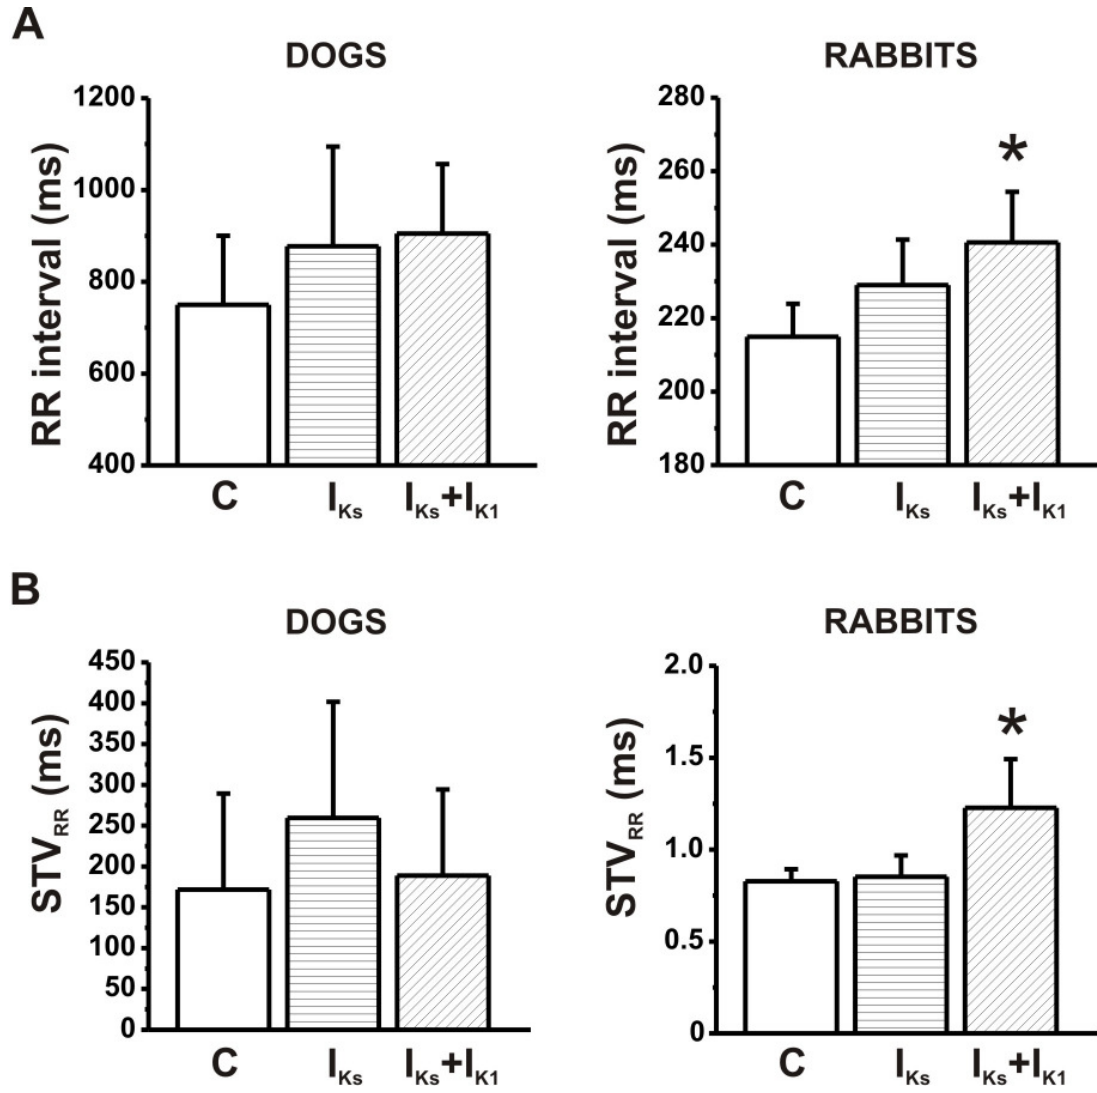 A
DOGS
RABBITS
RR interval (ms)
1200
1000
800
600
400
C
IKs
IKs+IK1
RR interval (ms)
280
260
*
240
220
200
180
C
IKs
IKs+IK1
B
DOGS
RABBITS
STVRR (ms)
450
400
350
300
250
200
150
100
50
0
C
IKs
IKs+IK1
STVRR (ms)
2.0
*
1.5
1.0
0.5
0
C
IKs
IKs+IK1